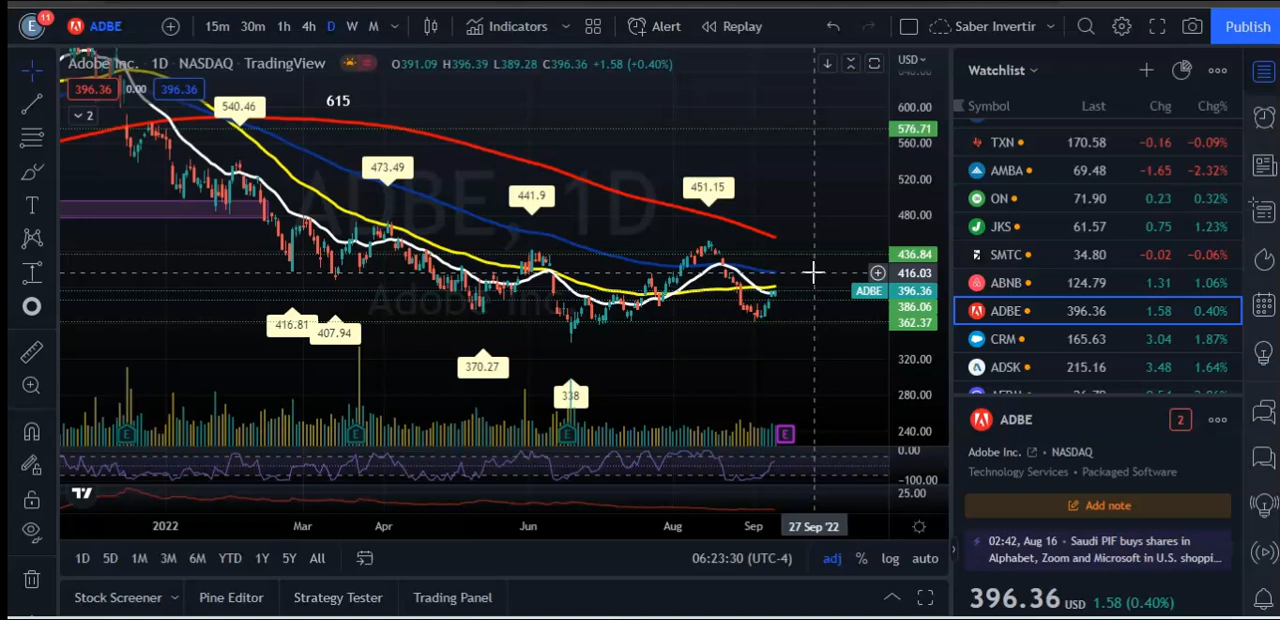 E 11 ADBE 15m 30m 1h 4h D W M Indicators Alert Replay Saber Invertir Publish
Adobe Inc. 1D NASDAQ TradingView O391.09 H396.39 L389.28 C396.36 +1.58 (+0.40%) USD
396.36 0.00 396.36
2
615
540.46
473.49
441.9
451.15
416.81
407.94
370.27
338
ADBE, 1D
Adobe Inc
600.00
576.71
560.00
520.00
480.00
436.84
416.03
ADBE 396.36
386.06
362.37
320.00
280.00
240.00
0.00
−100.00
25.00
E E E E
2022 Mar Apr Jun Aug Sep 27 Sep '22
1D 5D 1M 3M 6M YTD 1Y 5Y All 06:23:30 (UTC-4) adj % log auto
Stock Screener Pine Editor Strategy Tester Trading Panel
Watchlist
Symbol Last Chg Chg%
TXN 170.58 −0.16 −0.09%
AMBA 69.48 −1.65 −2.32%
ON 71.90 0.23 0.32%
JKS 61.57 0.75 1.23%
SMTC 34.80 −0.02 −0.06%
ABNB 124.79 1.31 1.06%
ADBE 396.36 1.58 0.40%
CRM 165.63 3.04 1.87%
ADSK 215.16 3.48 1.64%
ADBE 2
Adobe Inc. NASDAQ
Technology Services • Packaged Software
Add note
02:42, Aug 16 • Saudi PIF buys shares in
Alphabet, Zoom and Microsoft in U.S. shoppi...
396.36 USD 1.58 (0.40%)